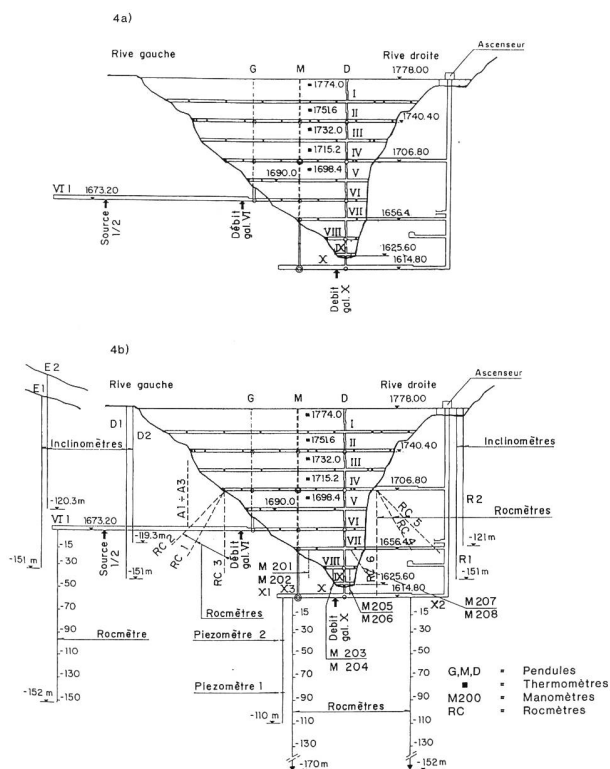 4a)
Ascenseur
Rive gauche
Rive droite
1778.00
G
M
D
1774.0
I
1751.6
II
1740.40
1732.0
III
1715.2
IV
1706.80
1698.4
V
1690.0
VI 1
1673.20
VI
VII
1656.4
Source 1/2
Débit gal. VI
VIII
IX
1625.60
X
1614.80
Debit gal. X
4b)
E2
E1
Ascenseur
Rive gauche
Rive droite
1778.00
G
M
D
D1
D2
1774.0
I
1751.6
II
1740.40
Inclinomètres
Inclinomètres
1732.0
III
1715.2
IV
1706.80
A1÷A3
1698.4
V
1690.0
RC 5
R2
Rocmètres
-120.3m
VI 1
1673.20
VI
RC 2
RC 1
RC 3
-119.3m
1656.4
VII
-121m
-15
-30
-50
-70
-90
-110
-130
-150
-151 m
Source 1/2
-151m
Débit gal. VI
M 201
M 202
VIII
IX
RC 6
1625.60
R1
-151m
X1
X3
X
1614.80
X2
M205
M206
M207
M208
Rocmètres
Piezomètre 2
Debit gal. X
M 203
M 204
Rocmètre
Piezomètre 1
-152 m
-110 m
Rocmètres
-15
-30
-50
-70
-90
-110
-130
-170m
-15
-30
-50
-70
-90
-110
-130
-152m
G,M,D = Pendules
■ = Thermomètres
M200 = Manomètres
RC = Rocmètres